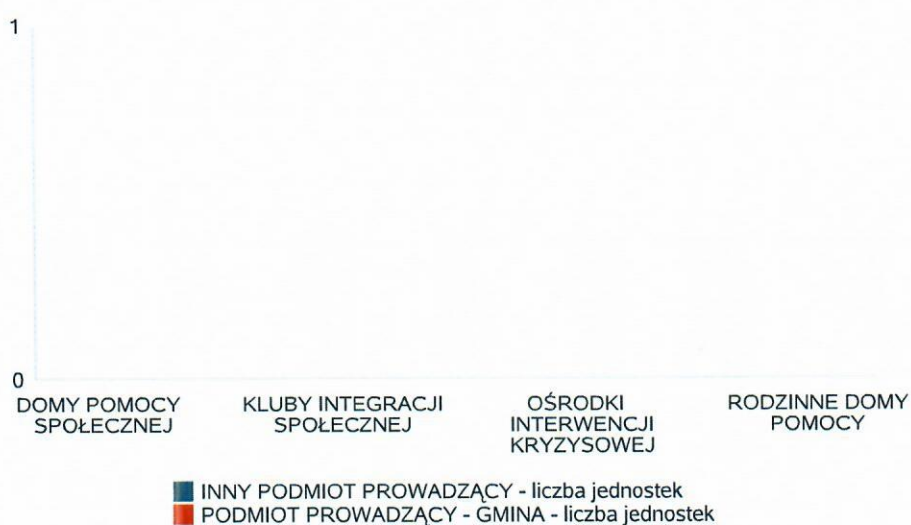 1
0
DOMY POMOCY
SPOŁECZNEJ
KLUBY INTEGRACJI
SPOŁECZNEJ
OŚRODKI
INTERWENCJI
KRYZYSOWEJ
RODZINNE DOMY
POMOCY
INNY PODMIOT PROWADZĄCY - liczba jednostek
PODMIOT PROWADZĄCY - GMINA - liczba jednostek